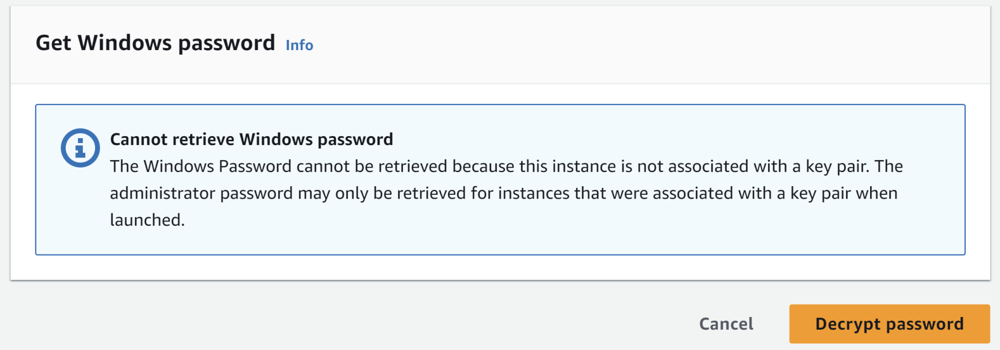 Get Windows password Info
Cannot retrieve Windows password
The Windows Password cannot be retrieved because this instance is not associated with a key pair. The
administrator password may only be retrieved for instances that were associated with a key pair when
launched.
Cancel Decrypt password